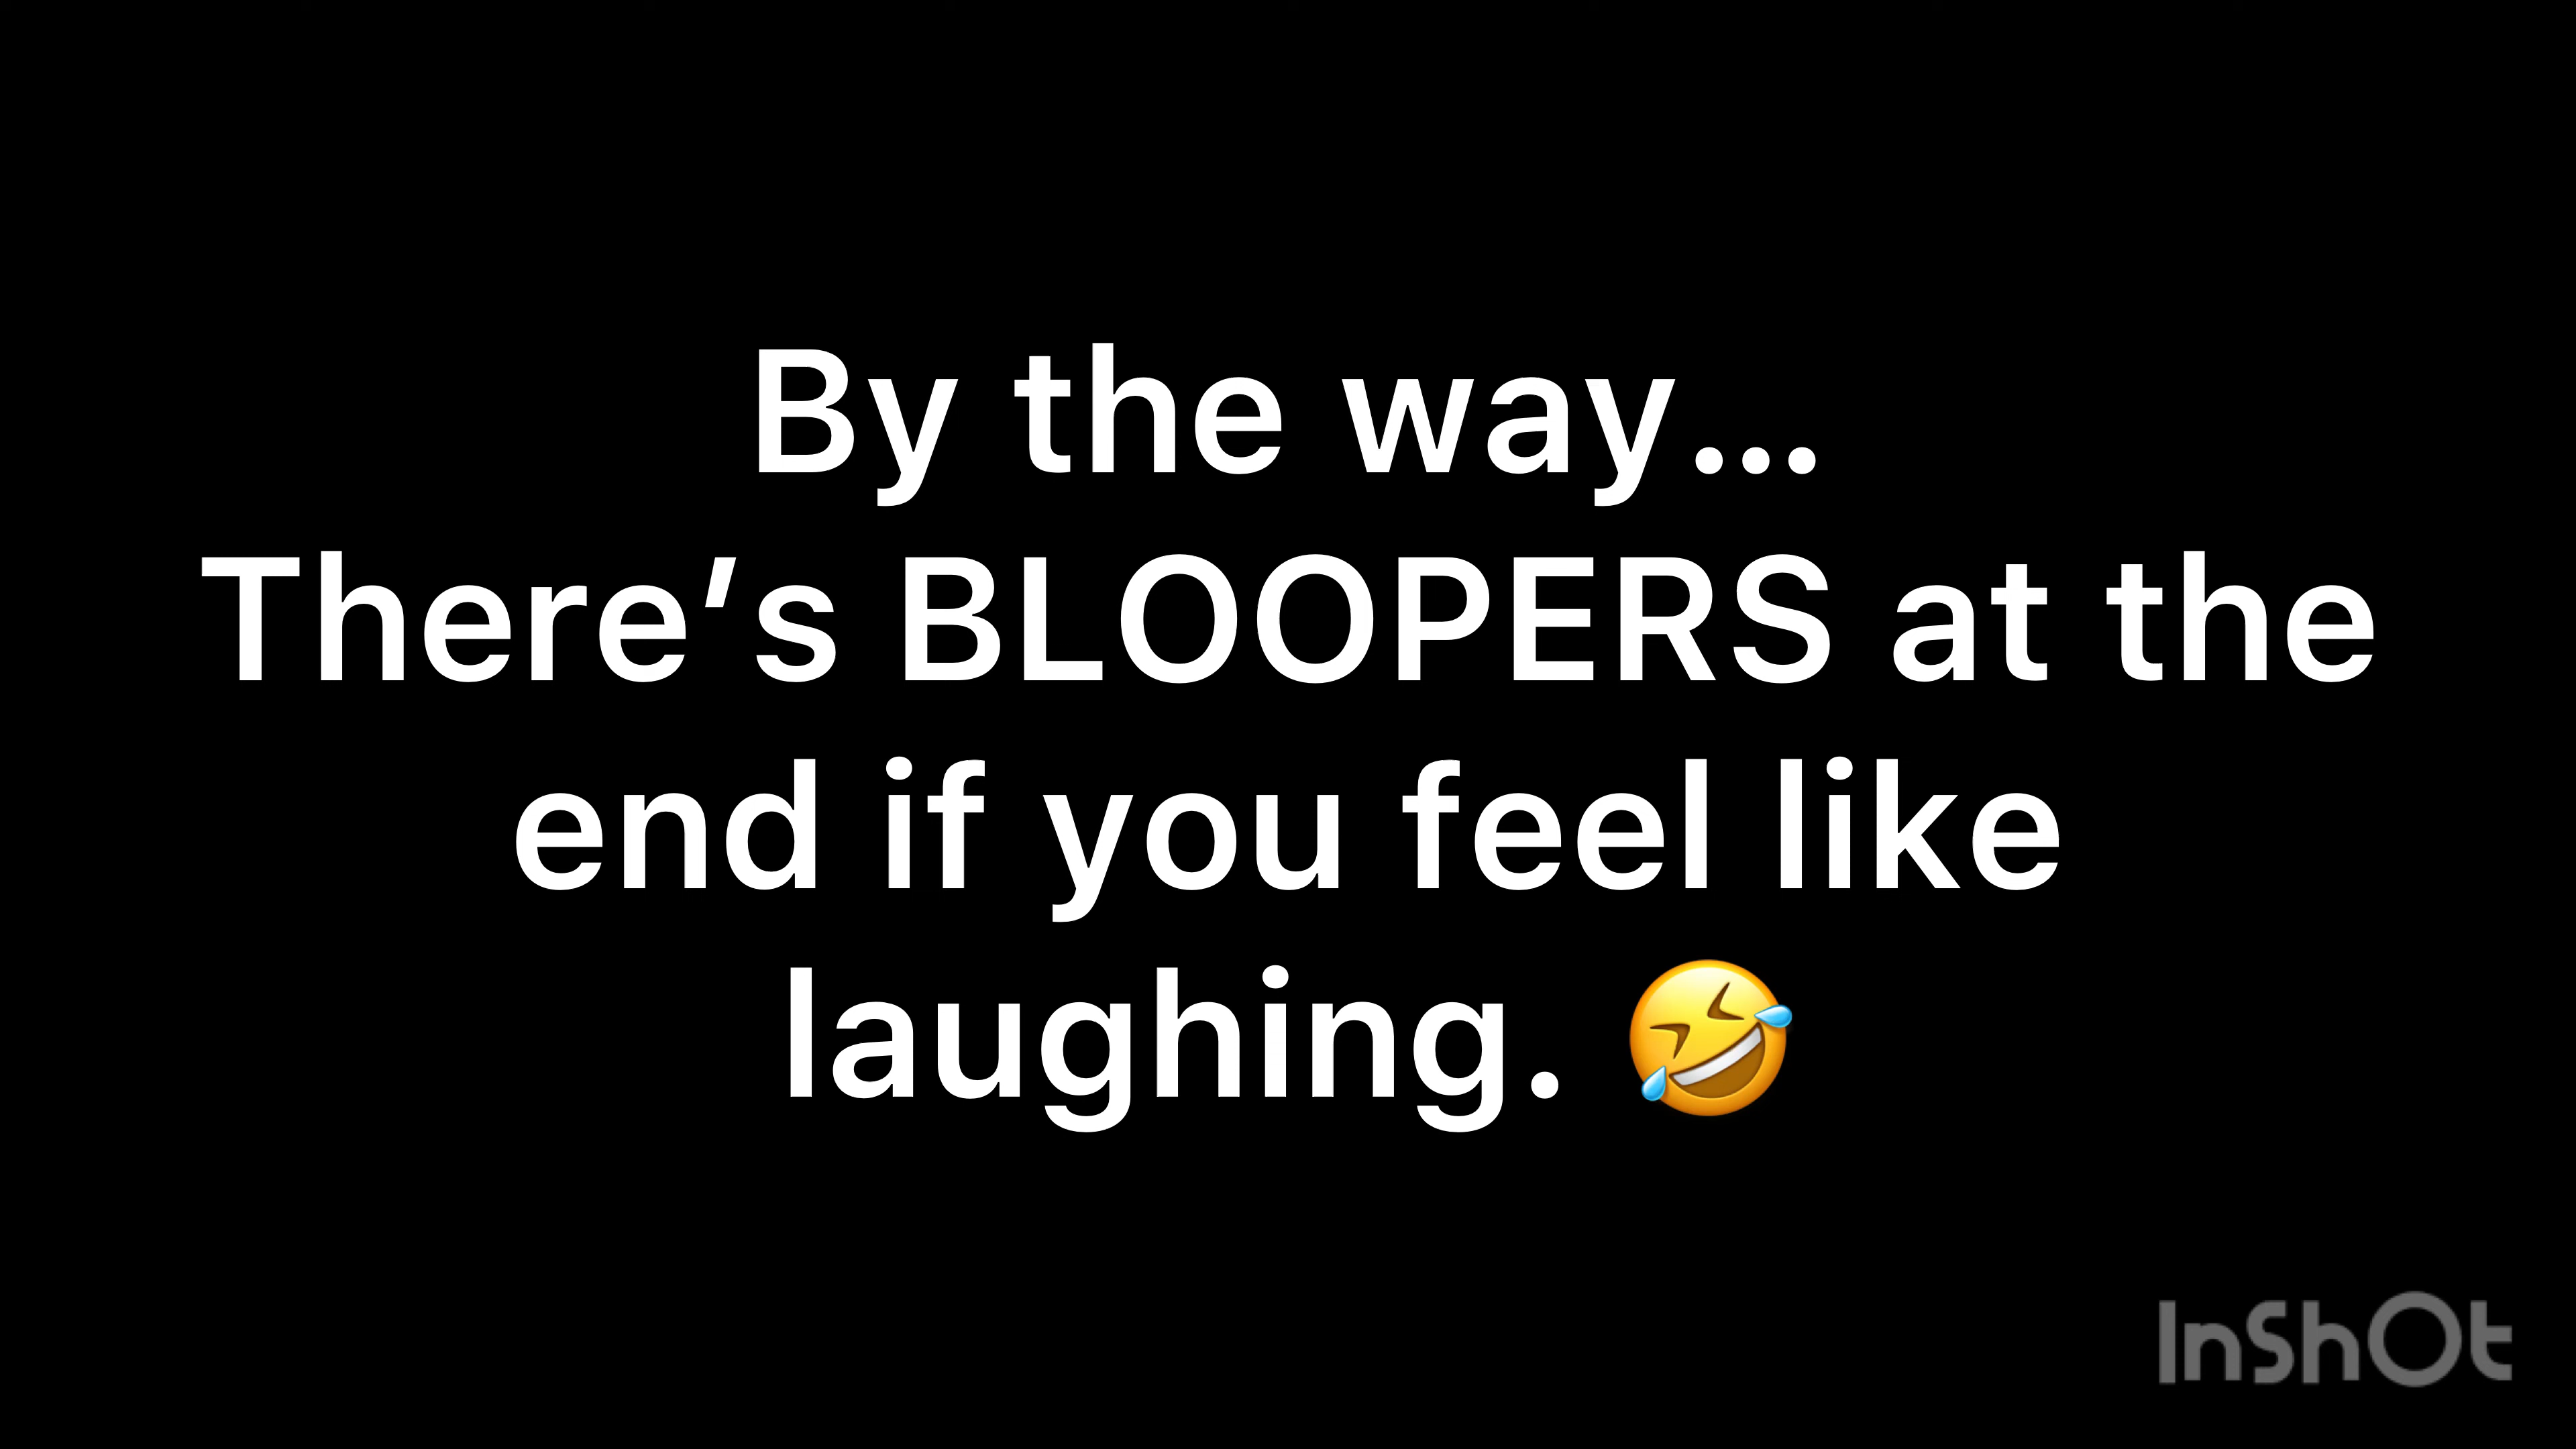 By the way...
There’s BLOOPERS at the
end if you feel like
laughing. 🤣
InShOt